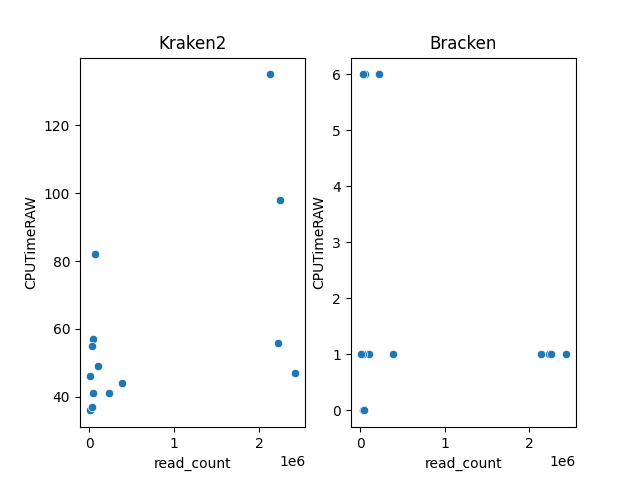 Kraken2
CPUTimeRAW
120
100
80
60
40
0
1
2
1e6
read_count
Bracken
CPUTimeRAW
6
5
4
3
2
1
0
0
1
2
1e6
read_count